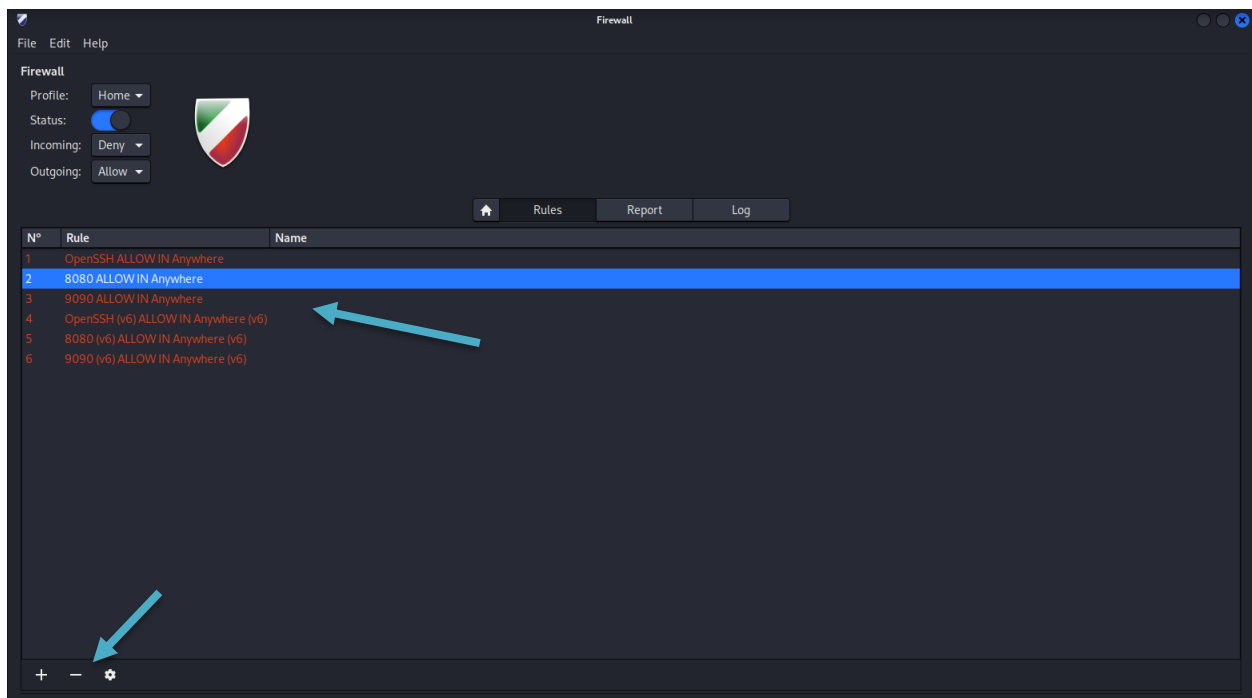 Firewall
File Edit Help
Firewall
Profile: Home
Status:
Incoming: Deny
Outgoing: Allow
Rules Report Log
Nº Rule Name
1 OpenSSH ALLOW IN Anywhere
2 8080 ALLOW IN Anywhere
3 9090 ALLOW IN Anywhere
4 OpenSSH (v6) ALLOW IN Anywhere (v6)
5 8080 (v6) ALLOW IN Anywhere (v6)
6 9090 (v6) ALLOW IN Anywhere (v6)